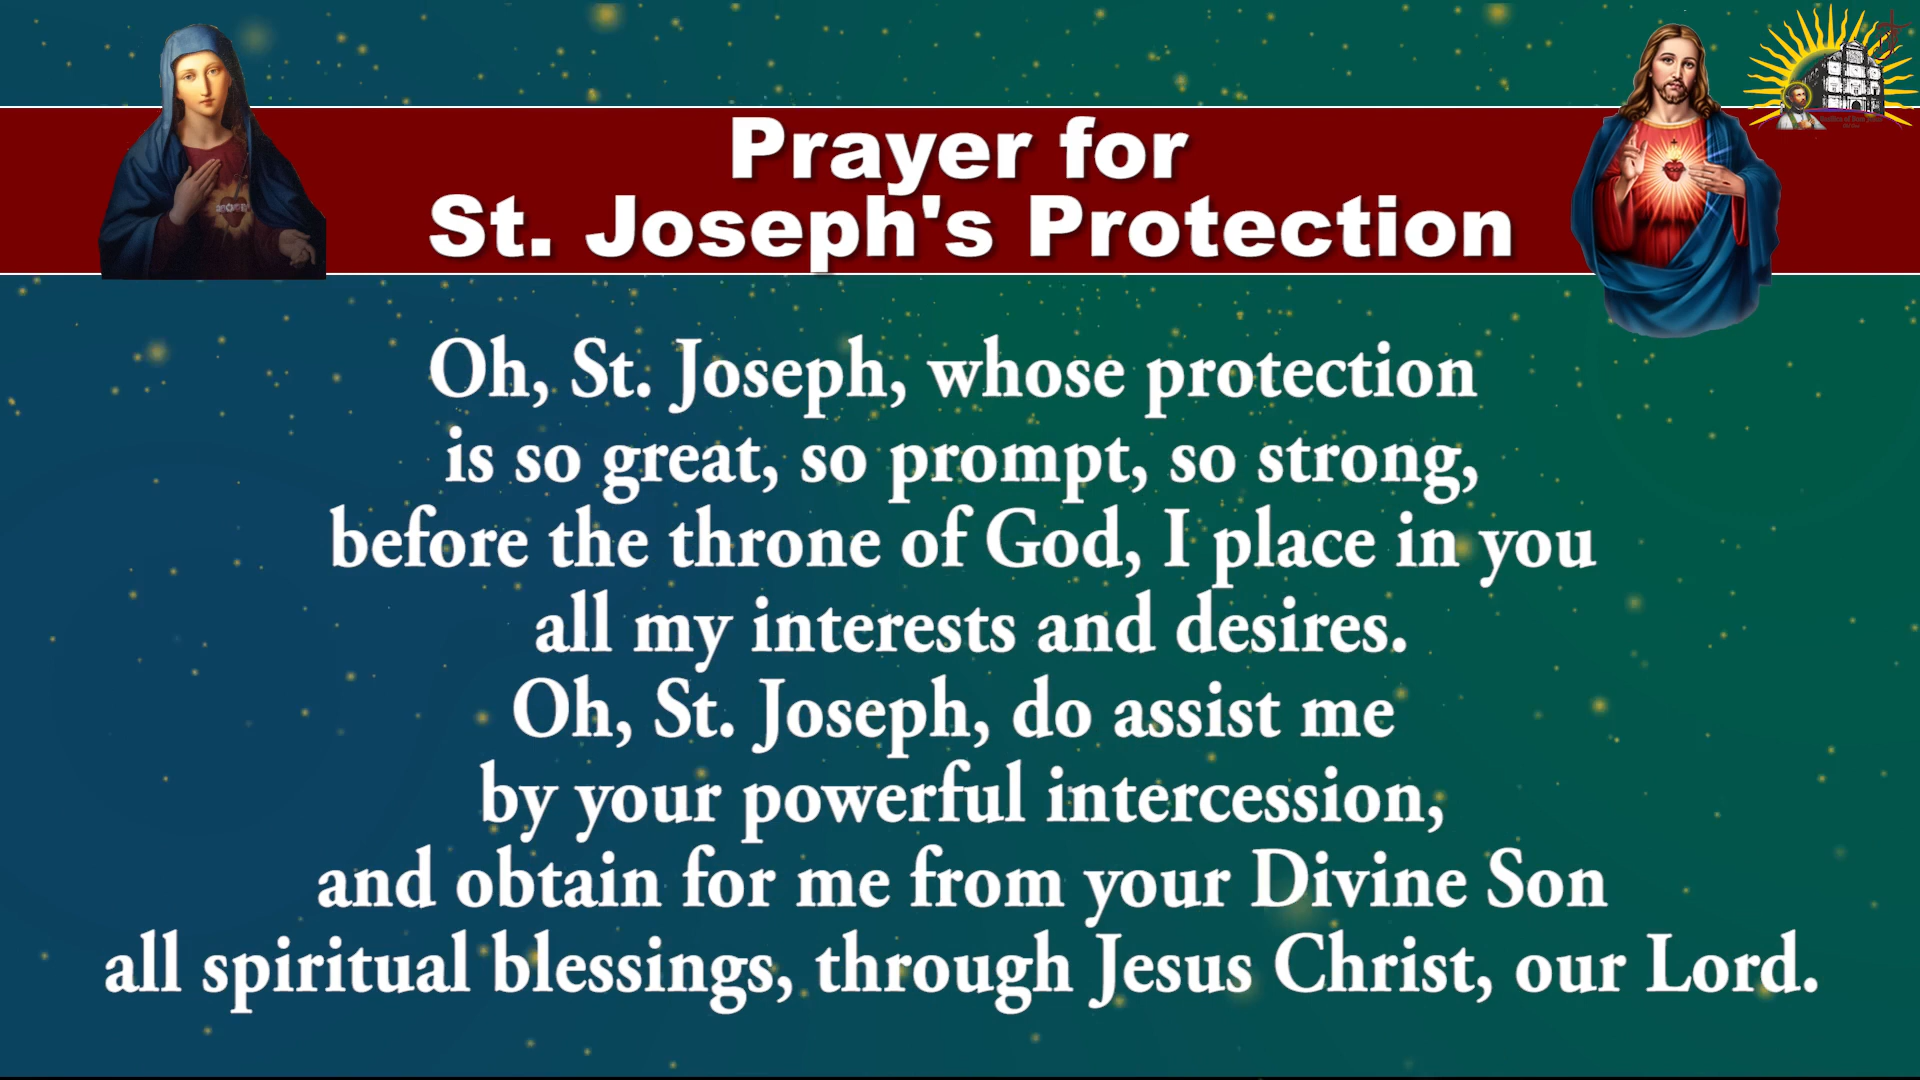 Prayer for
St. Joseph's Protection
Oh, St. Joseph, whose protection
is so great, so prompt, so strong,
before the throne of God, I place in you
all my interests and desires.
Oh, St. Joseph, do assist me
by your powerful intercession,
and obtain for me from your Divine Son
all spiritual blessings, through Jesus Christ, our Lord.